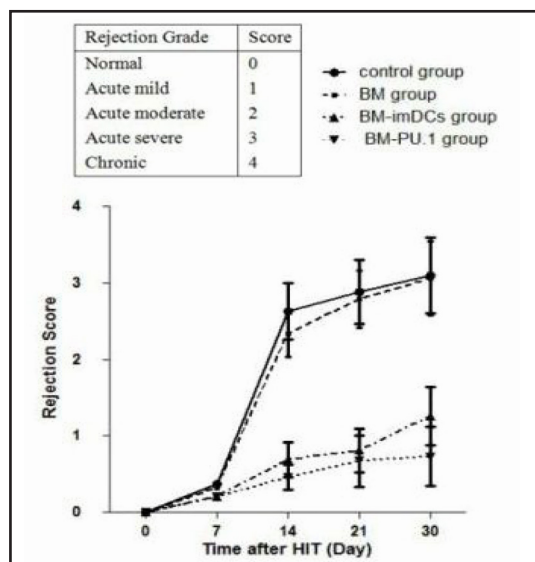 Rejection Grade Score
Normal 0
Acute mild 1
Acute moderate 2
Acute severe 3
Chronic 4
control group
BM group
BM-imDCs group
BM-PU.1 group
4
3
2
1
0
Rejection Score
0 7 14 21 30
Time after HIT (Day)